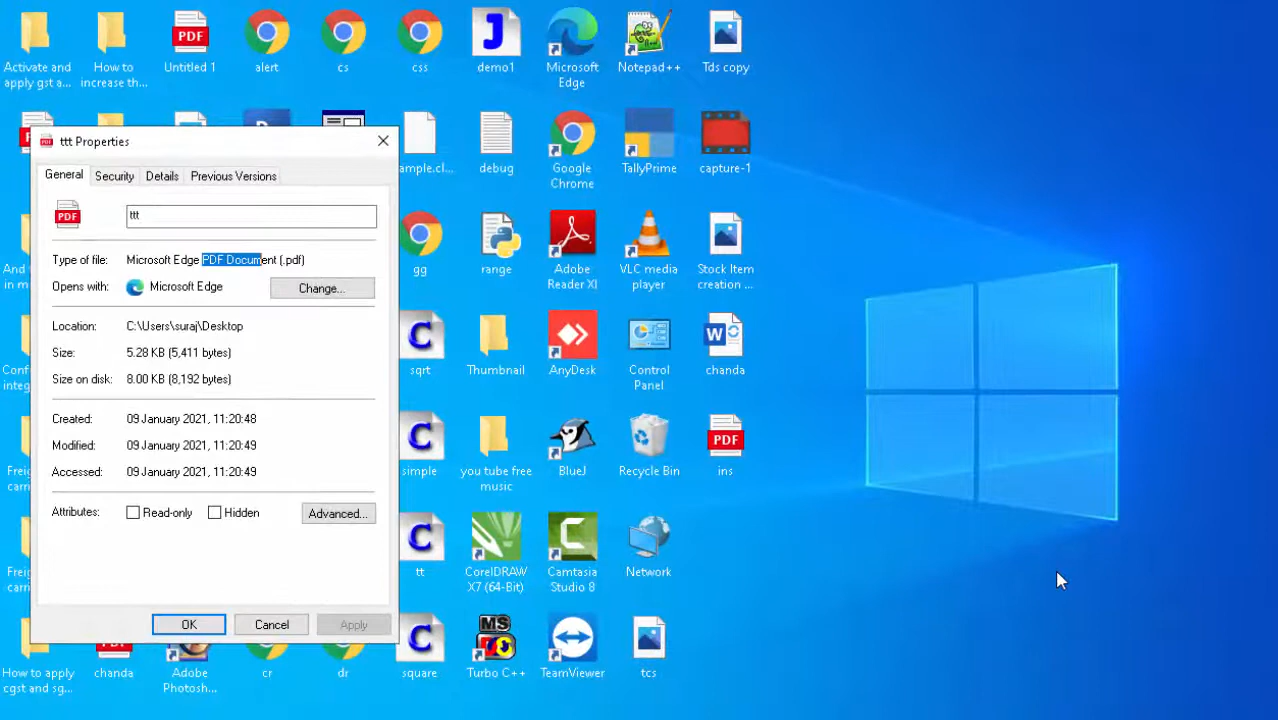 Activate and
apply gst a...
How to
increase th...
Untitled 1
alert
cs
css
demo1
Microsoft
Edge
Notepad++
Tds copy
ttt Properties
General
Security
Details
Previous Versions
PDF
ttt
Type of file:
Microsoft Edge PDF Document (.pdf)
Opens with:
Microsoft Edge
Change...
Location:
C:\Users\suraj\Desktop
Size:
5.28 KB (5,411 bytes)
Size on disk:
8.00 KB (8,192 bytes)
Created:
09 January 2021, 11:20:48
Modified:
09 January 2021, 11:20:49
Accessed:
09 January 2021, 11:20:49
Attributes:
Read-only
Hidden
Advanced...
OK
Cancel
Apply
ample.cl...
debug
Google
Chrome
TallyPrime
capture-1
And
in m
gg
range
Adobe
Reader XI
VLC media
player
Stock Item
creation ...
Conf
integ
sqrt
Thumbnail
AnyDesk
Control
Panel
chanda
Freig
carri
simple
you tube free
music
BlueJ
Recycle Bin
ins
Freig
carri
tt
CorelDRAW
X7 (64-Bit)
Camtasia
Studio 8
Network
How to apply
cgst and sg...
chanda
Adobe
Photosh...
cr
dr
square
Turbo C++
TeamViewer
tcs